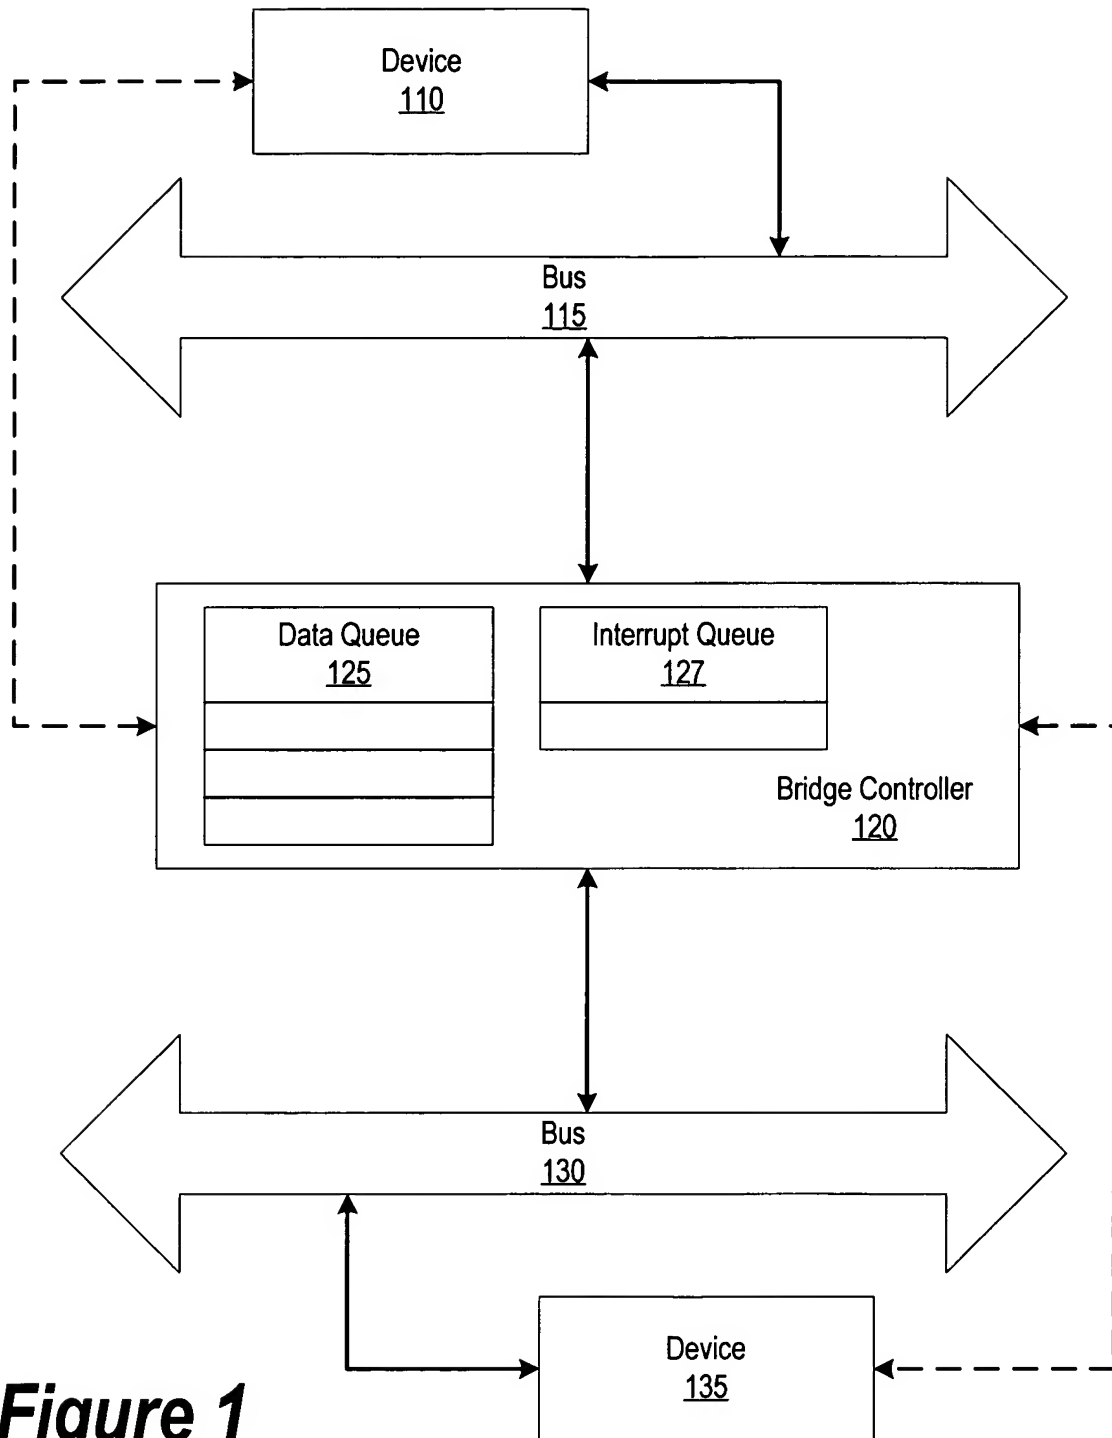 Device
110
Bus
115
Data Queue
125
Interrupt Queue
127
Bridge Controller
120
Bus
130
Device
135
Figure 1